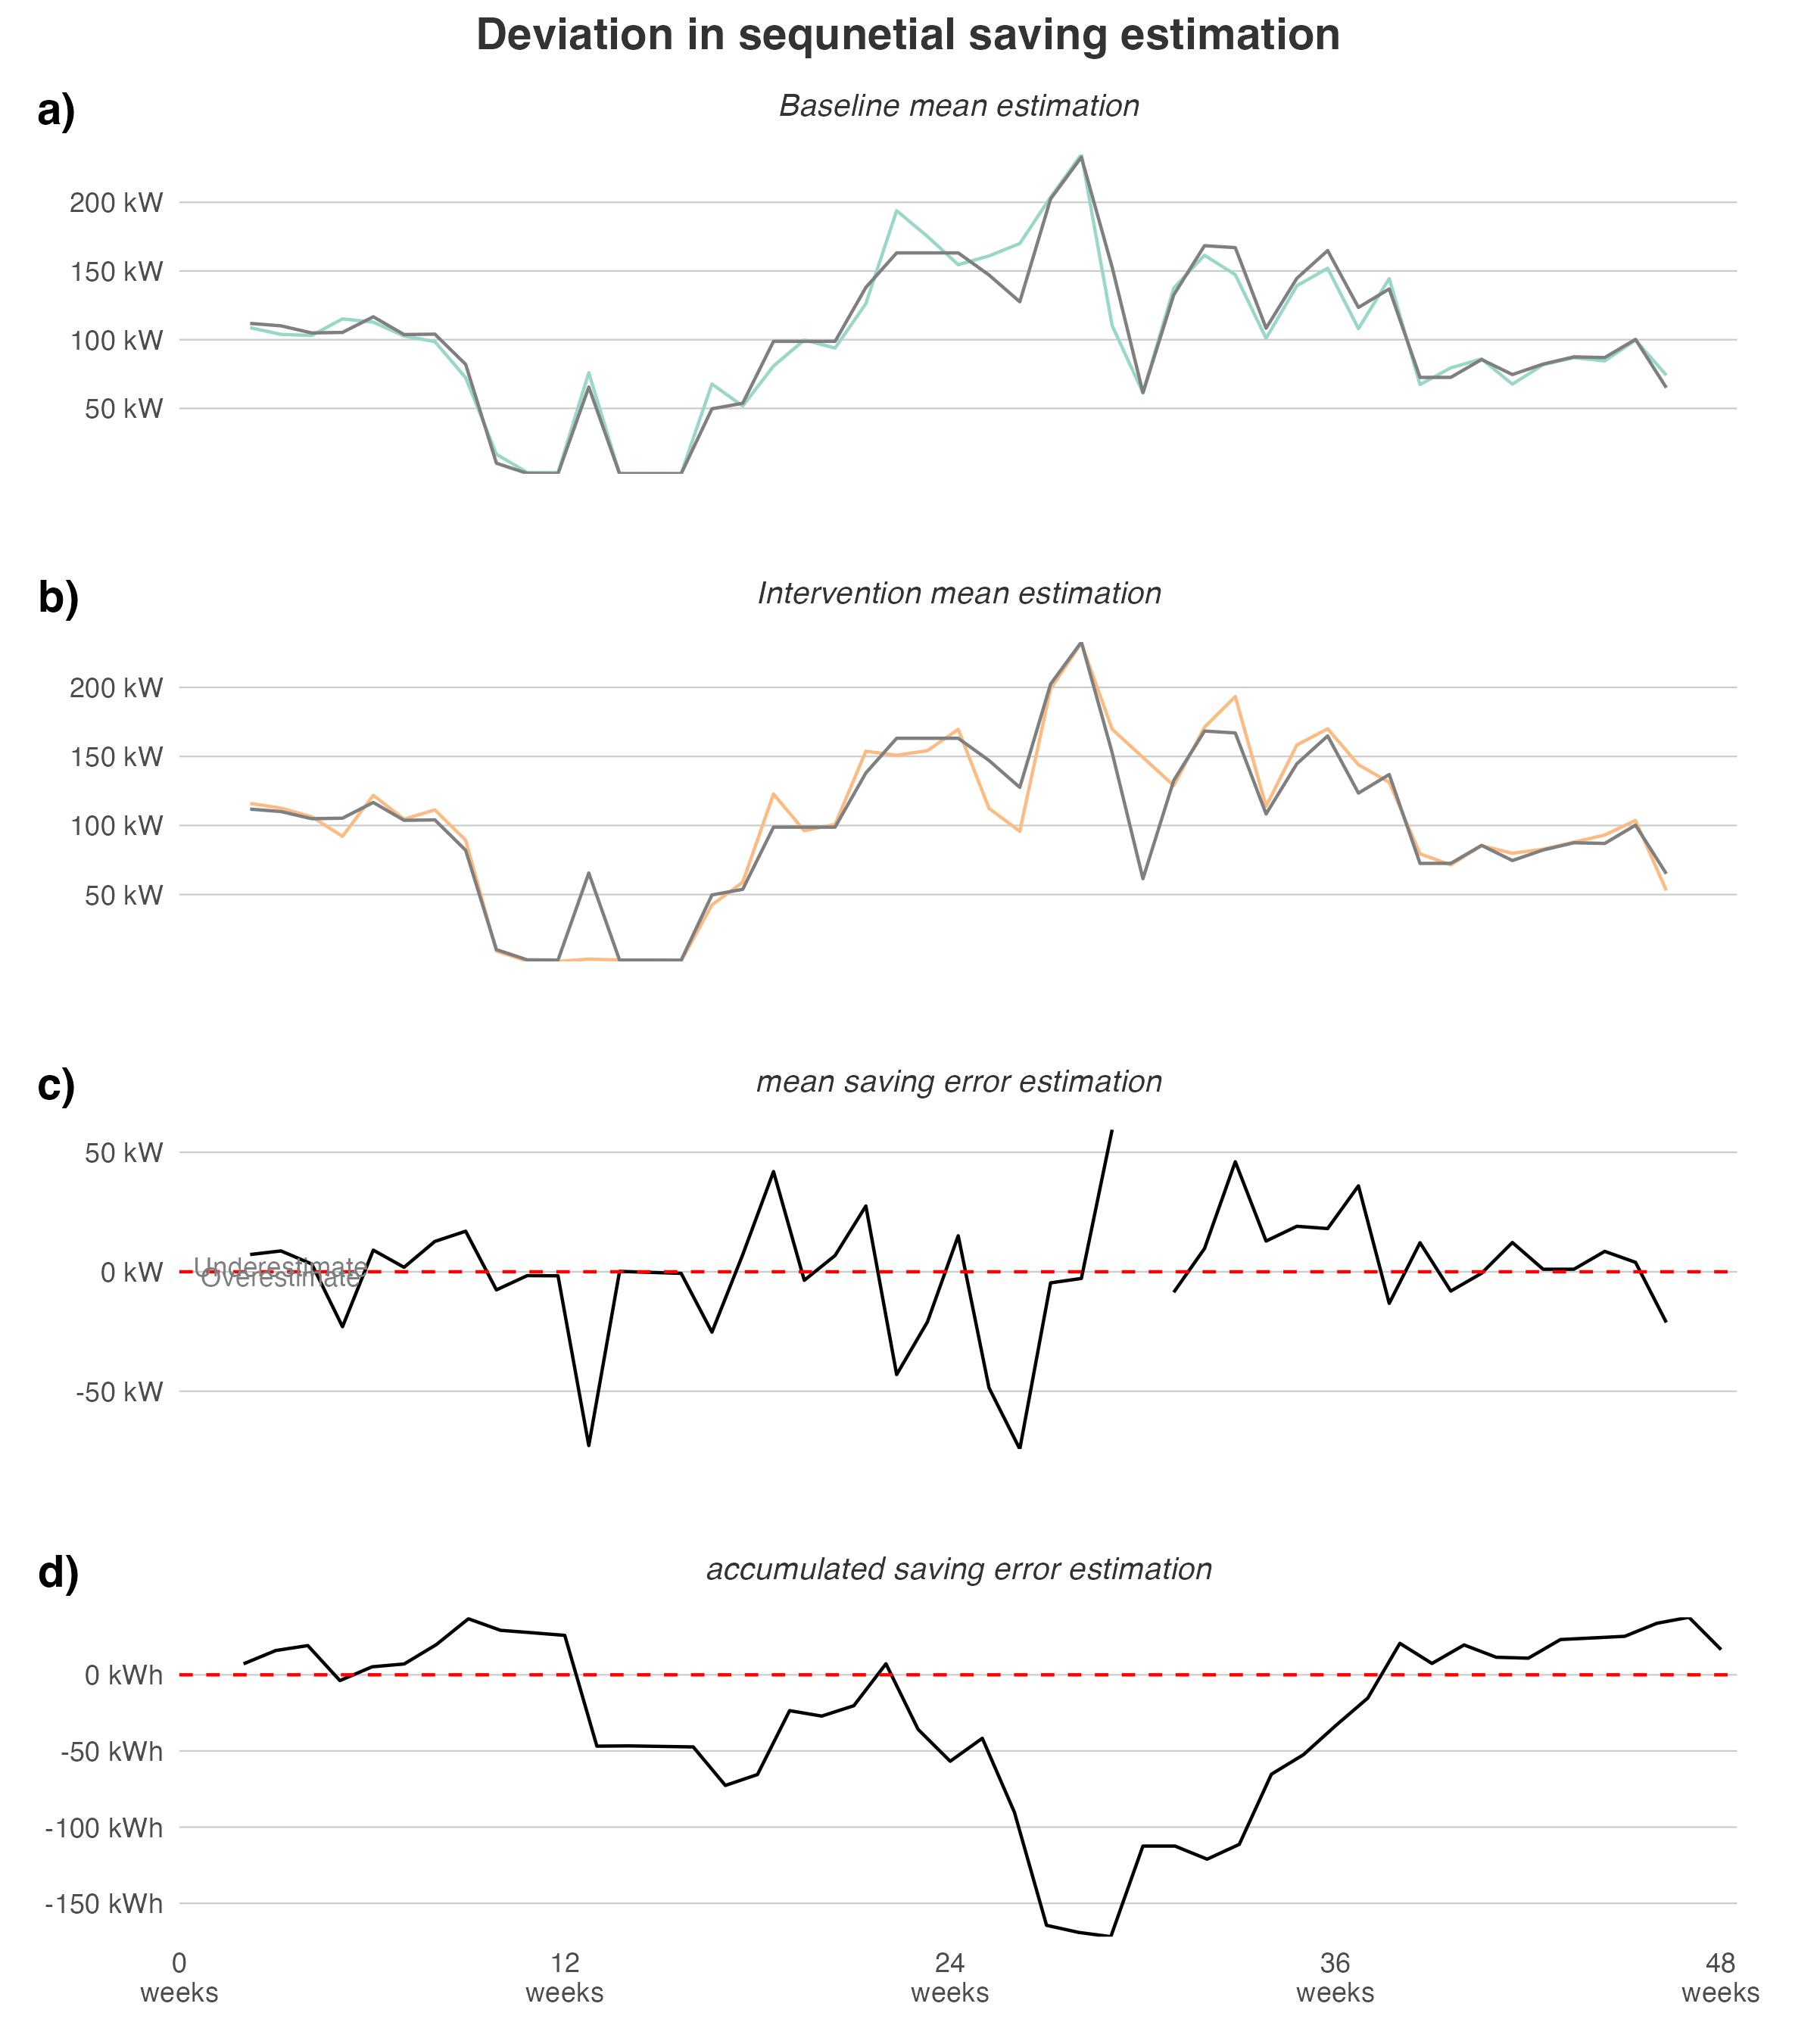 Deviation in sequnetial saving estimation
a)
Baseline mean estimation
200 kW
150 kW
100 kW
50 kW
b)
Intervention mean estimation
200 kW
150 kW
100 kW
50 kW
c)
mean saving error estimation
50 kW
Underestimate
0 kW
Overestimate
-50 kW
d)
accumulated saving error estimation
0 kWh
-50 kWh
-100 kWh
-150 kWh
0
weeks
12
weeks
24
weeks
36
weeks
48
weeks